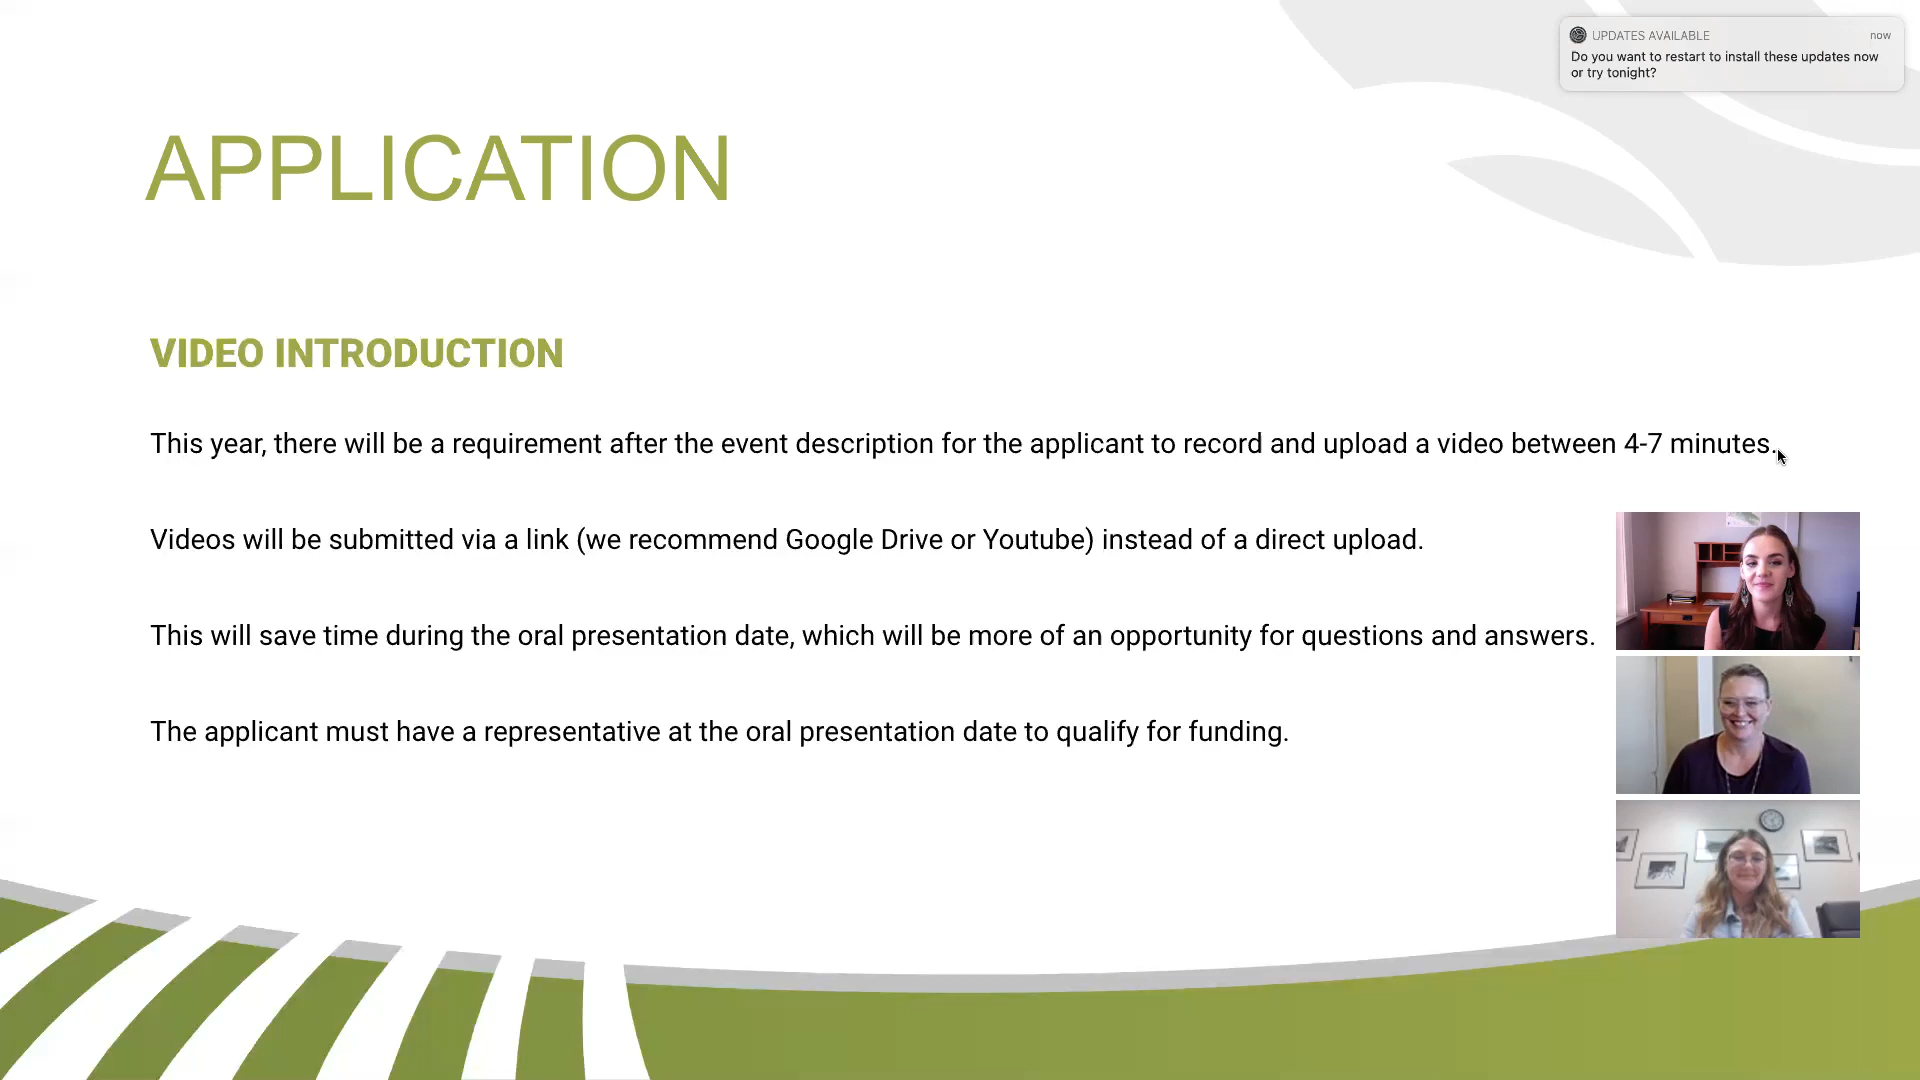 UPDATES AVAILABLE
now
Do you want to restart to install these updates now
or try tonight?
APPLICATION
VIDEO INTRODUCTION
This year, there will be a requirement after the event description for the applicant to record and upload a video between 4-7 minutes.
Videos will be submitted via a link (we recommend Google Drive or Youtube) instead of a direct upload.
This will save time during the oral presentation date, which will be more of an opportunity for questions and answers.
The applicant must have a representative at the oral presentation date to qualify for funding.